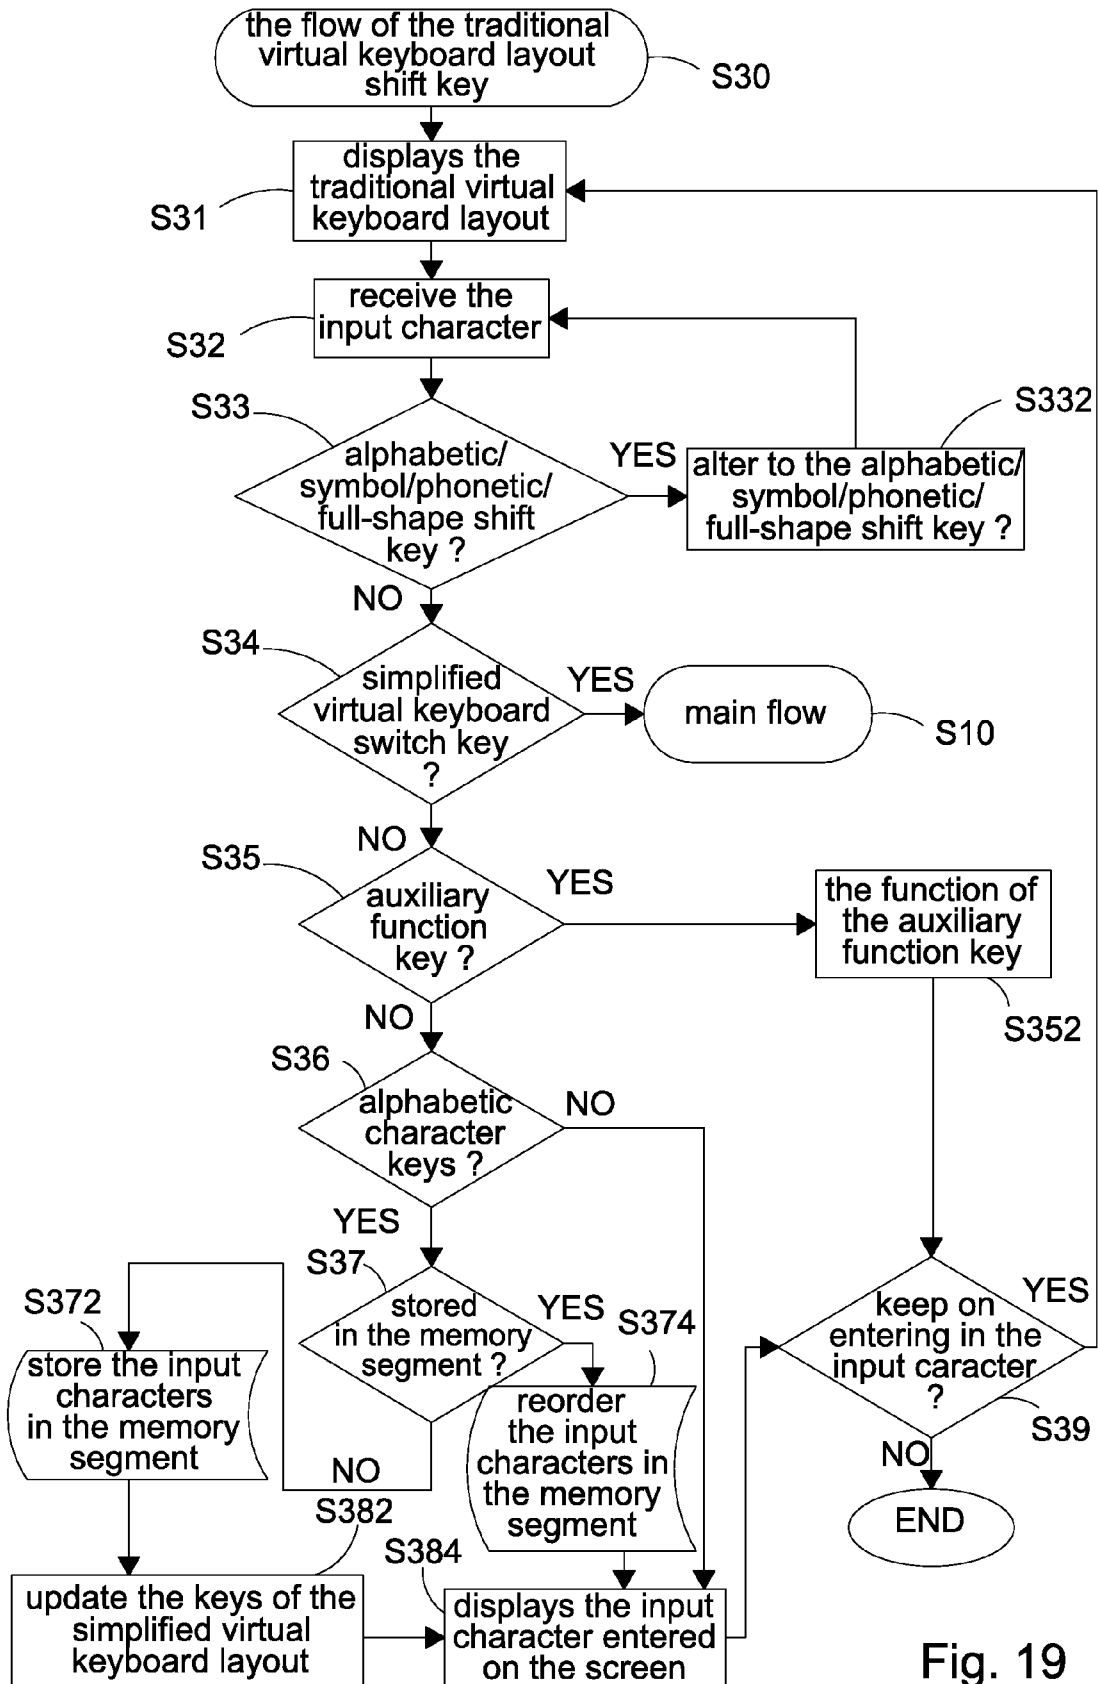 the flow of the traditional
virtual keyboard layout
shift key
S30
displays the
traditional virtual
keyboard layout
S31
receive the
input character
S32
S33
alphabetic/
symbol/phonetic/
full-shape shift
key ?
YES
S332
alter to the alphabetic/
symbol/phonetic/
full-shape shift key ?
NO
S34
simplified
virtual keyboard
switch key
?
YES
main flow
S10
NO
S35
auxiliary
function
key ?
YES
the function of
the auxiliary
function key
S352
NO
S36
alphabetic
character
keys ?
NO
YES
S37
stored
in the memory
segment ?
YES
S374
reorder
the input
characters in
the memory
segment
NO
S372
store the input
characters
in the memory
segment
S382
update the keys of the
simplified virtual
keyboard layout
S384
displays the input
character entered
on the screen
keep on
entering in the
input caracter
?
YES
S39
NO
END
Fig. 19